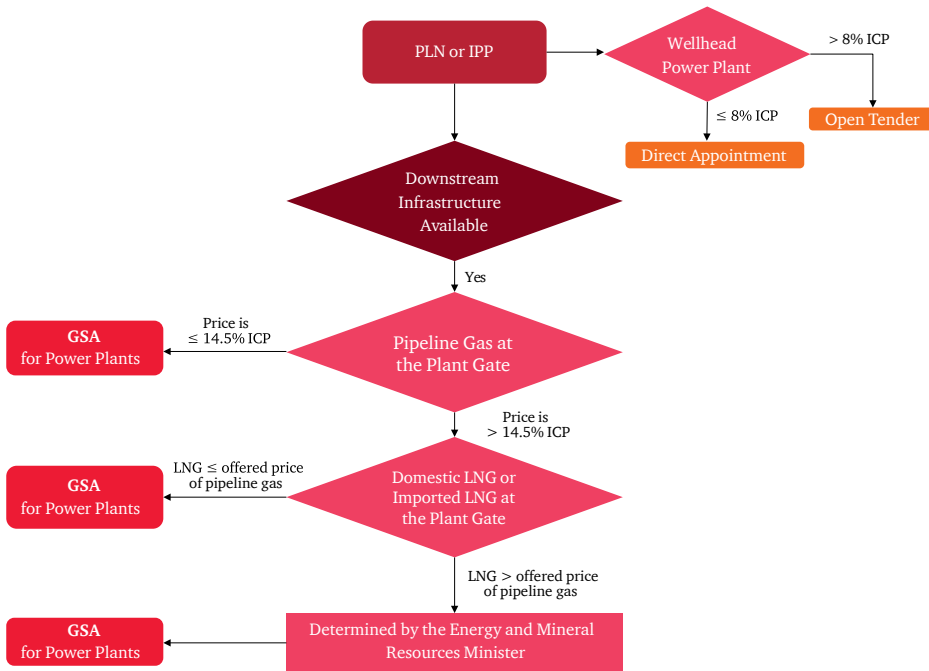 PLN or IPP
Wellhead
Power Plant
> 8% ICP
Open Tender
≤ 8% ICP
Direct Appointment
Downstream
Infrastructure
Available
Yes
Price is
≤ 14.5% ICP
GSA
for Power Plants
Pipeline Gas at
the Plant Gate
Price is
> 14.5% ICP
LNG ≤ offered price
of pipeline gas
GSA
for Power Plants
Domestic LNG or
Imported LNG at
the Plant Gate
LNG > offered price
of pipeline gas
GSA
for Power Plants
Determined by the Energy and Mineral
Resources Minister